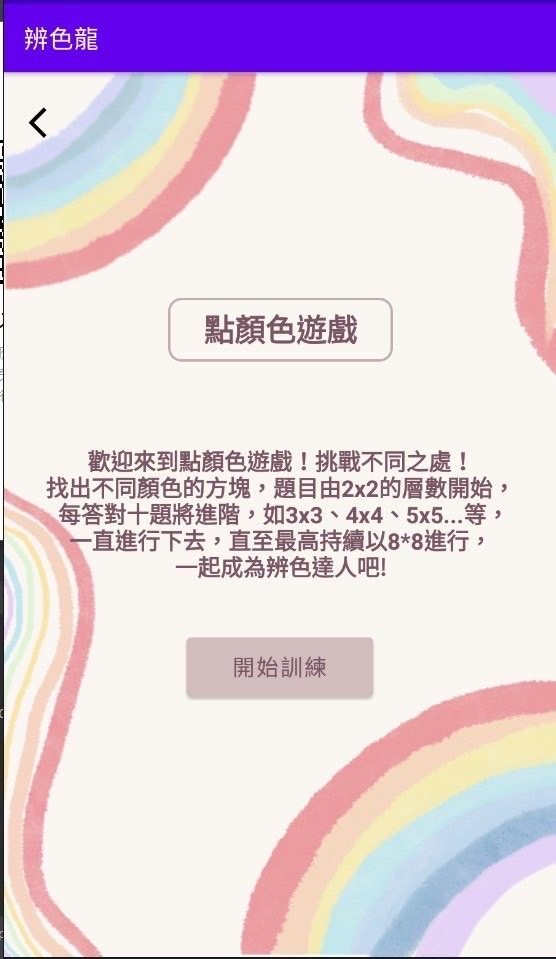 辨色龍
點顏色遊戲
歡迎來到點顏色遊戲！挑戰不同之處！
找出不同顏色的方塊，題目由2x2的層數開始，
每答對十題將進階，如3x3、4x4、5x5...等，
一直進行下去，直至最高持續以8*8進行，
一起成為辨色達人吧!
開始訓練